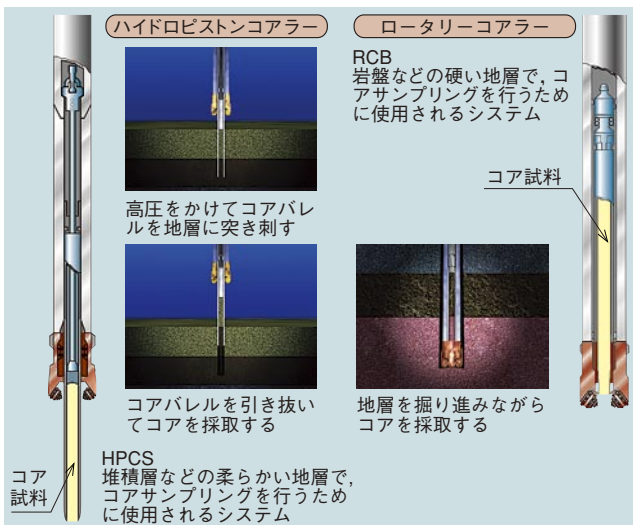 ハイドロピストンコアラー
高圧をかけてコアバレ
ルを地層に突き刺す
コアバレルを引き抜い
てコアを採取する
コア
試料
HPCS
堆積層などの柔らかい地層で,
コアサンプリングを行うため
に使用されるシステム
ロータリーコアラー
RCB
岩盤などの硬い地層で,コ
アサンプリングを行うため
に使用されるシステム
コア試料
地層を掘り進みながら
コアを採取する